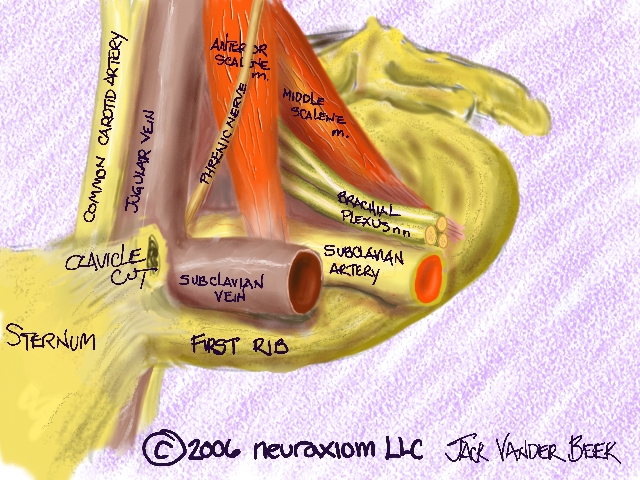 COMMON CAROTID ARTERY
JUGULAR VEIN
PHRENIC NERVE
ANTERIOR
SCALENE
m.
MIDDLE
SCALENE
m.
BRACHIAL
PLEXUS nn
CLAVICLE
CUT
SUBCLAVIAN
VEIN
SUBCLAVIAN
ARTERY
STERNUM
FIRST RIB
©2006 neuraxiom LLC JACK VANDER BEEK